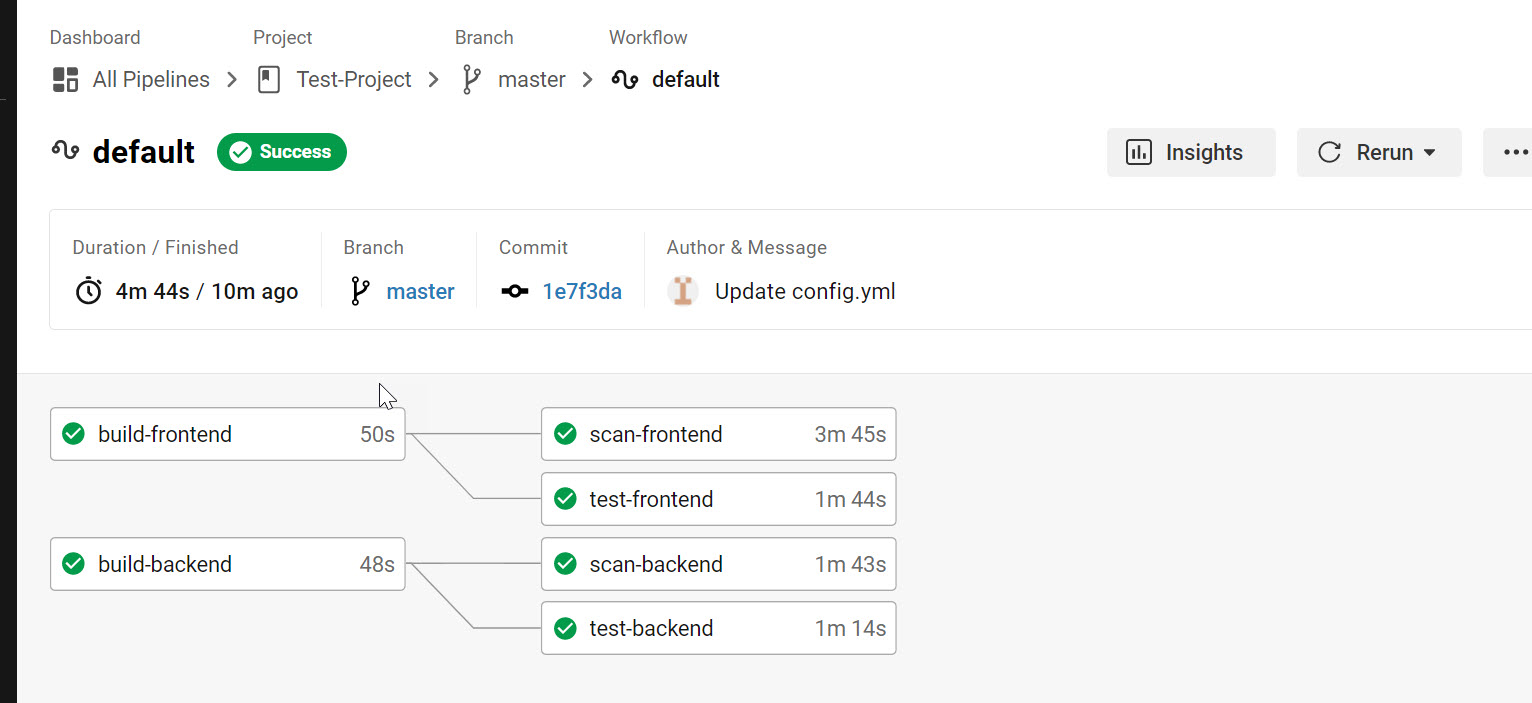 Dashboard Project Branch Workflow
All Pipelines Test-Project master default
default Success Insights Rerun
Duration / Finished Branch Commit Author & Message
4m 44s / 10m ago master 1e7f3da Update config.yml
build-frontend 50s scan-frontend 3m 45s
test-frontend 1m 44s
build-backend 48s scan-backend 1m 43s
test-backend 1m 14s